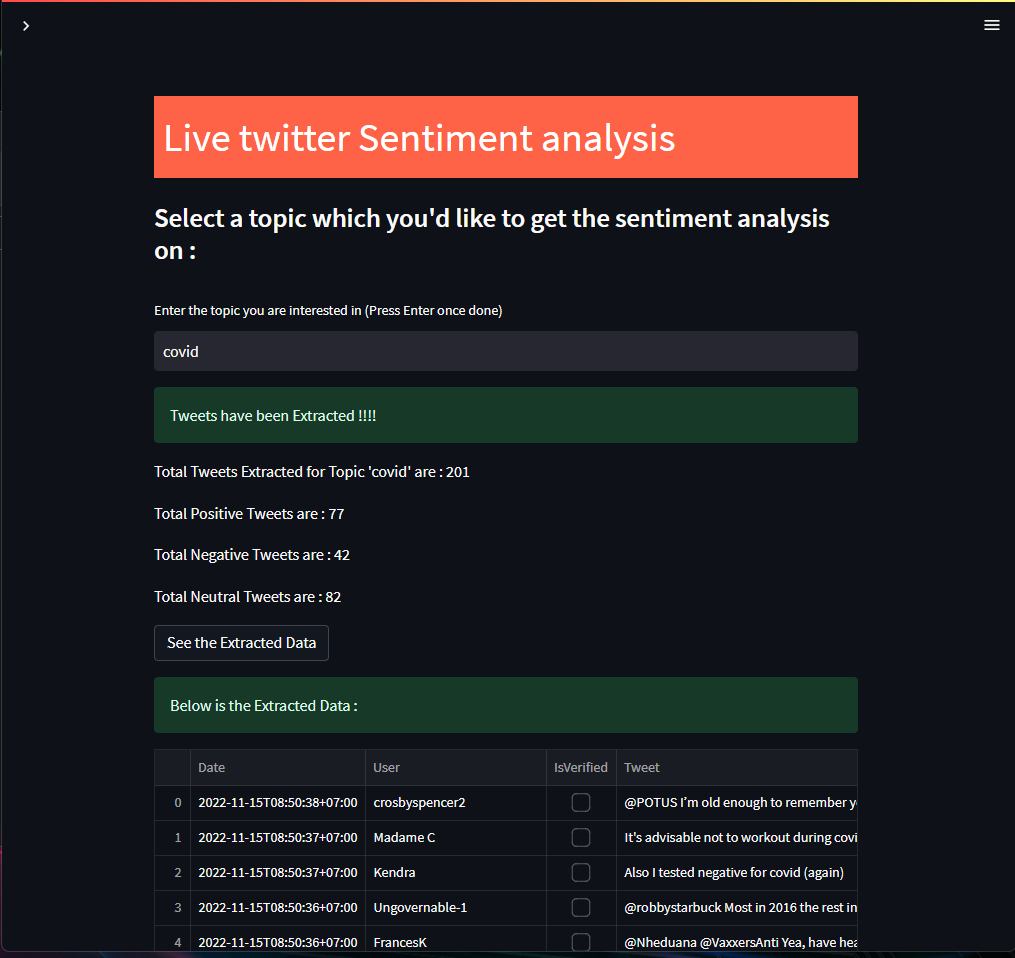 Live twitter Sentiment analysis
Select a topic which you'd like to get the sentiment analysis
on :
Enter the topic you are interested in (Press Enter once done)
covid
Tweets have been Extracted !!!!
Total Tweets Extracted for Topic 'covid' are : 201
Total Positive Tweets are : 77
Total Negative Tweets are : 42
Total Neutral Tweets are : 82
See the Extracted Data
Below is the Extracted Data :
Date User IsVerified Tweet
0 2022-11-15T08:50:38+07:00 crosbyspencer2 @POTUS I’m old enough to remember
1 2022-11-15T08:50:37+07:00 Madame C It's advisable not to workout during covi
2 2022-11-15T08:50:37+07:00 Kendra Also I tested negative for covid (again)
3 2022-11-15T08:50:36+07:00 Ungovernable-1 @robbystarbuck Most in 2016 the rest in
4 2022-11-15T08:50:36+07:00 FrancesK @Nheduana @VaxxersAnti Yea, have hea